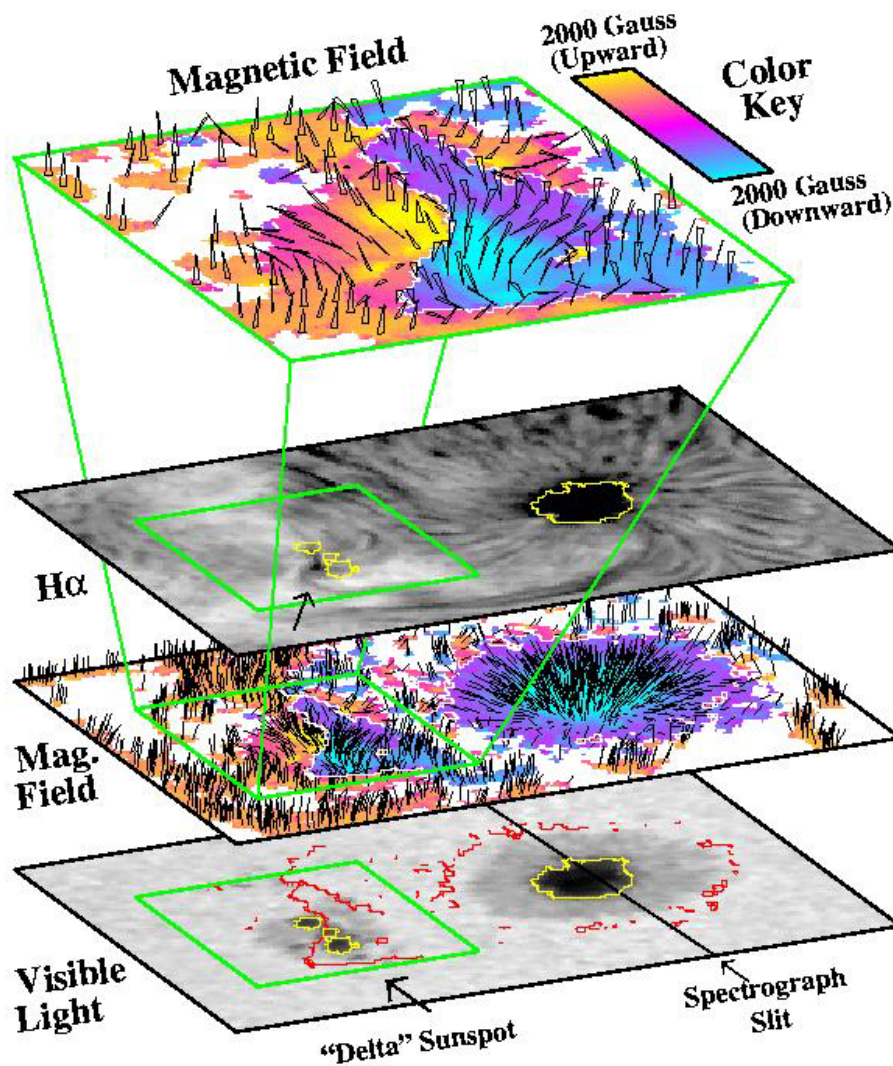 2000 Gauss
(Upward)
Magnetic Field
Color
Key
2000 Gauss
(Downward)
Hα
Mag.
Field
Visible
Light
"Delta" Sunspot
Spectrograph
Slit